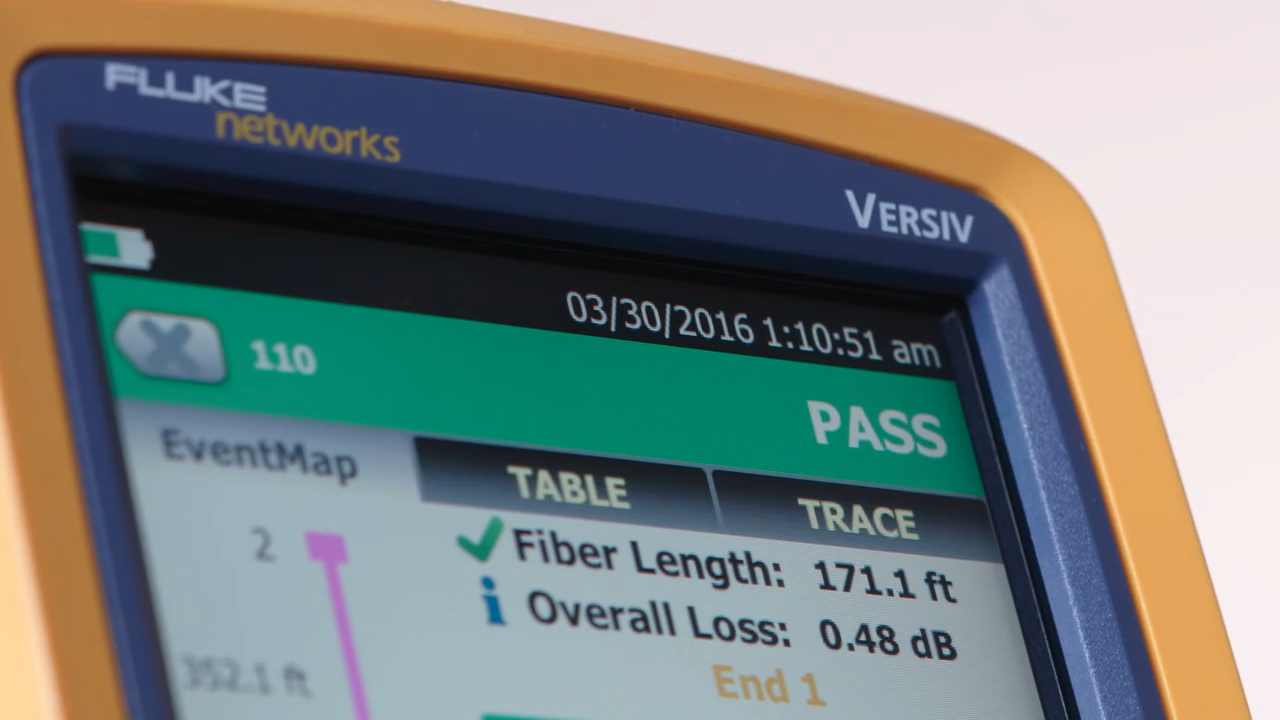 FLUKE
networks
VERSIV
03/30/2016 1:10:51 am
110
PASS
EventMap
TABLE
TRACE
2
Fiber Length: 171.1 ft
i Overall Loss: 0.48 dB
End 1
352.1 ft